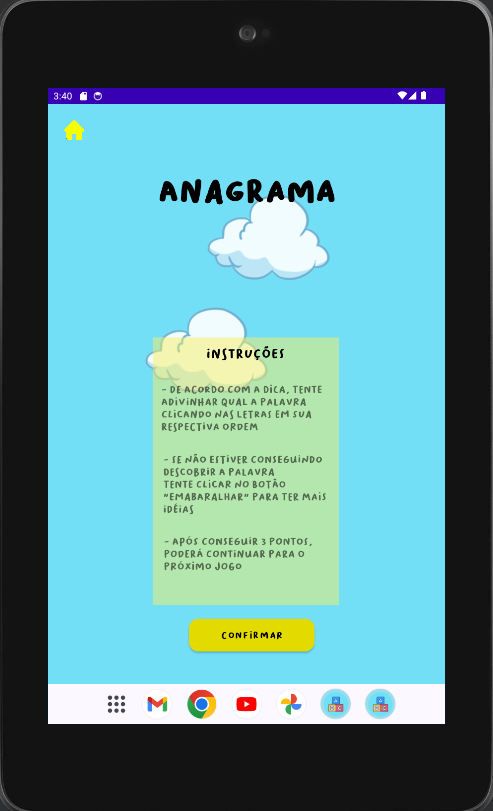 3:40
ANAGRAMA
INSTRUÇÕES
- DE ACORDO COM A DICA, TENTE
ADIVINHAR QUAL A PALAVRA
CLICANDO NAS LETRAS EM SUA
RESPECTIVA ORDEM
- SE NÃO ESTIVER CONSEGUINDO
DESCOBRIR A PALAVRA
TENTE CLICAR NO BOTÃO
"EMABARALHAR" PARA TER MAIS
IDÉIAS
- APÓS CONSEGUIR 3 PONTOS,
PODERÁ CONTINUAR PARA O
PRÓXIMO JOGO
CONFIRMAR